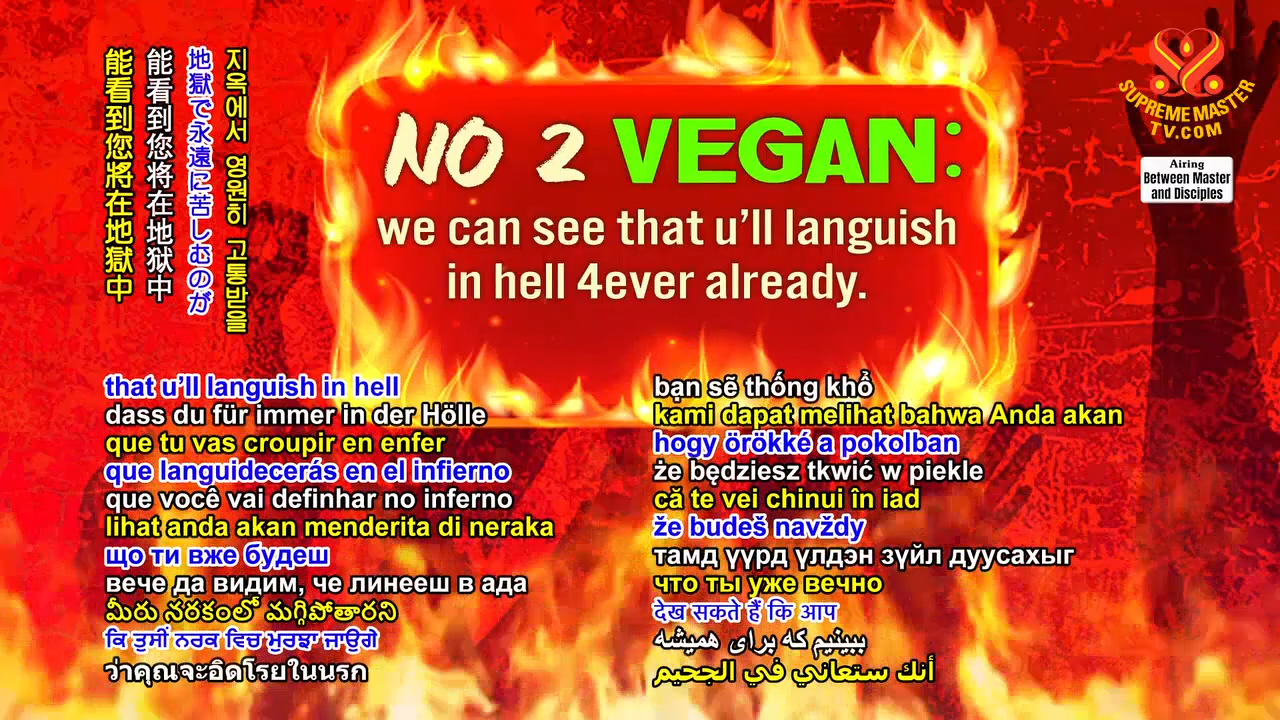 지옥에서 영원히 고통받을
地獄で永遠に苦しむのが
能看到您将在地狱中
能看到您將在地獄中
NO 2 VEGAN:
we can see that u'll languish
in hell 4ever already.
SUPREME MASTER
TV.COM
Airing
Between Master
and Disciples
that u'll languish in hell
dass du für immer in der Hölle
que tu vas croupir en enfer
que languidecerás en el infierno
que você vai definhar no inferno
lihat anda akan menderita di neraka
що ти вже будеш
вече да видим, че линееш в ада
మీరు నరకంలో మగ్గిపోతారని
ਕਿ ਤੁਸੀਂ ਨਰਕ ਵਿਚ ਮੁਰਝਾ ਜਾਉਗੇ
ว่าคุณจะอิดโรยในนรก
bạn sẽ thống khổ
kami dapat melihat bahwa Anda akan
hogy örökké a pokolban
że będziesz tkwić w piekle
că te vei chinui în iad
že budeš navždy
тамд үүрд үлдэн зүйл дуусахыг
что ты уже вечно
देख सकते हैं कि आप
ببینیم که برای همیشه
أنك ستعاني في الجحيم